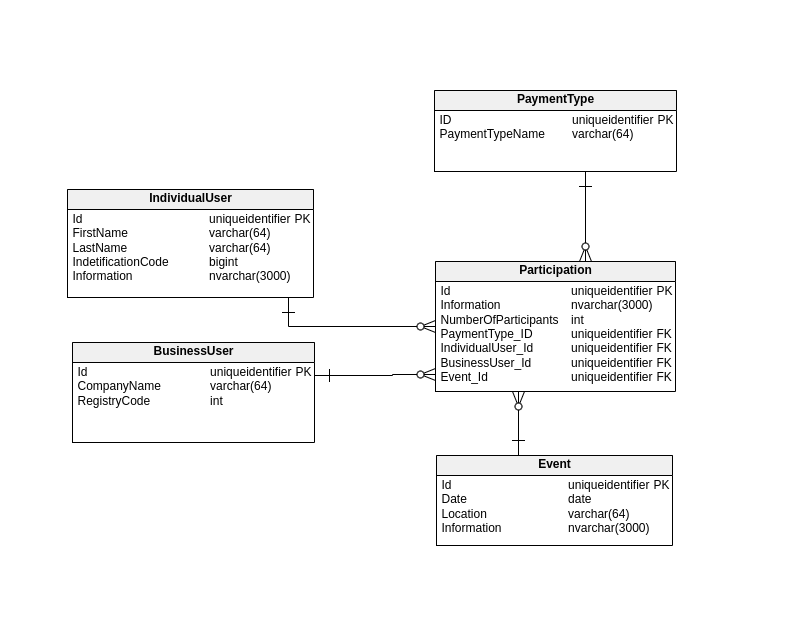 PaymentType
ID uniqueidentifier PK
PaymentTypeName varchar(64)
IndividualUser
Id uniqueidentifier PK
FirstName varchar(64)
LastName varchar(64)
IndetificationCode bigint
Information nvarchar(3000)
Participation
Id uniqueidentifier PK
Information nvarchar(3000)
NumberOfParticipants int
PaymentType_ID uniqueidentifier FK
IndividualUser_Id uniqueidentifier FK
BusinessUser_Id uniqueidentifier FK
Event_Id uniqueidentifier FK
BusinessUser
Id uniqueidentifier PK
CompanyName varchar(64)
RegistryCode int
Event
Id uniqueidentifier PK
Date date
Location varchar(64)
Information nvarchar(3000)